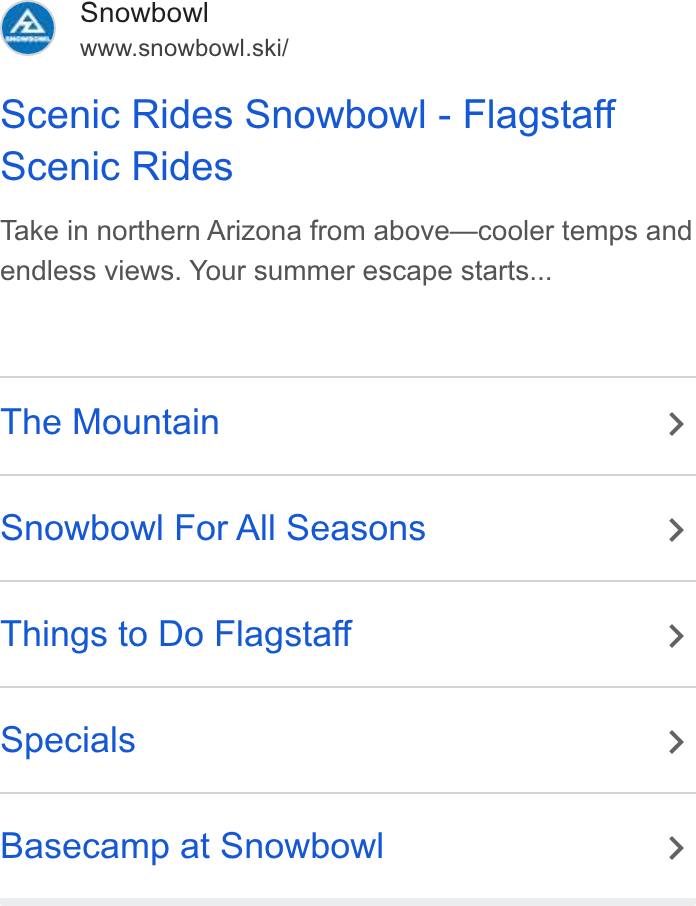 Snowbowl
www.snowbowl.ski/
Scenic Rides Snowbowl - Flagstaff
Scenic Rides
Take in northern Arizona from above—cooler temps and
endless views. Your summer escape starts...
The Mountain
Snowbowl For All Seasons
Things to Do Flagstaff
Specials
Basecamp at Snowbowl